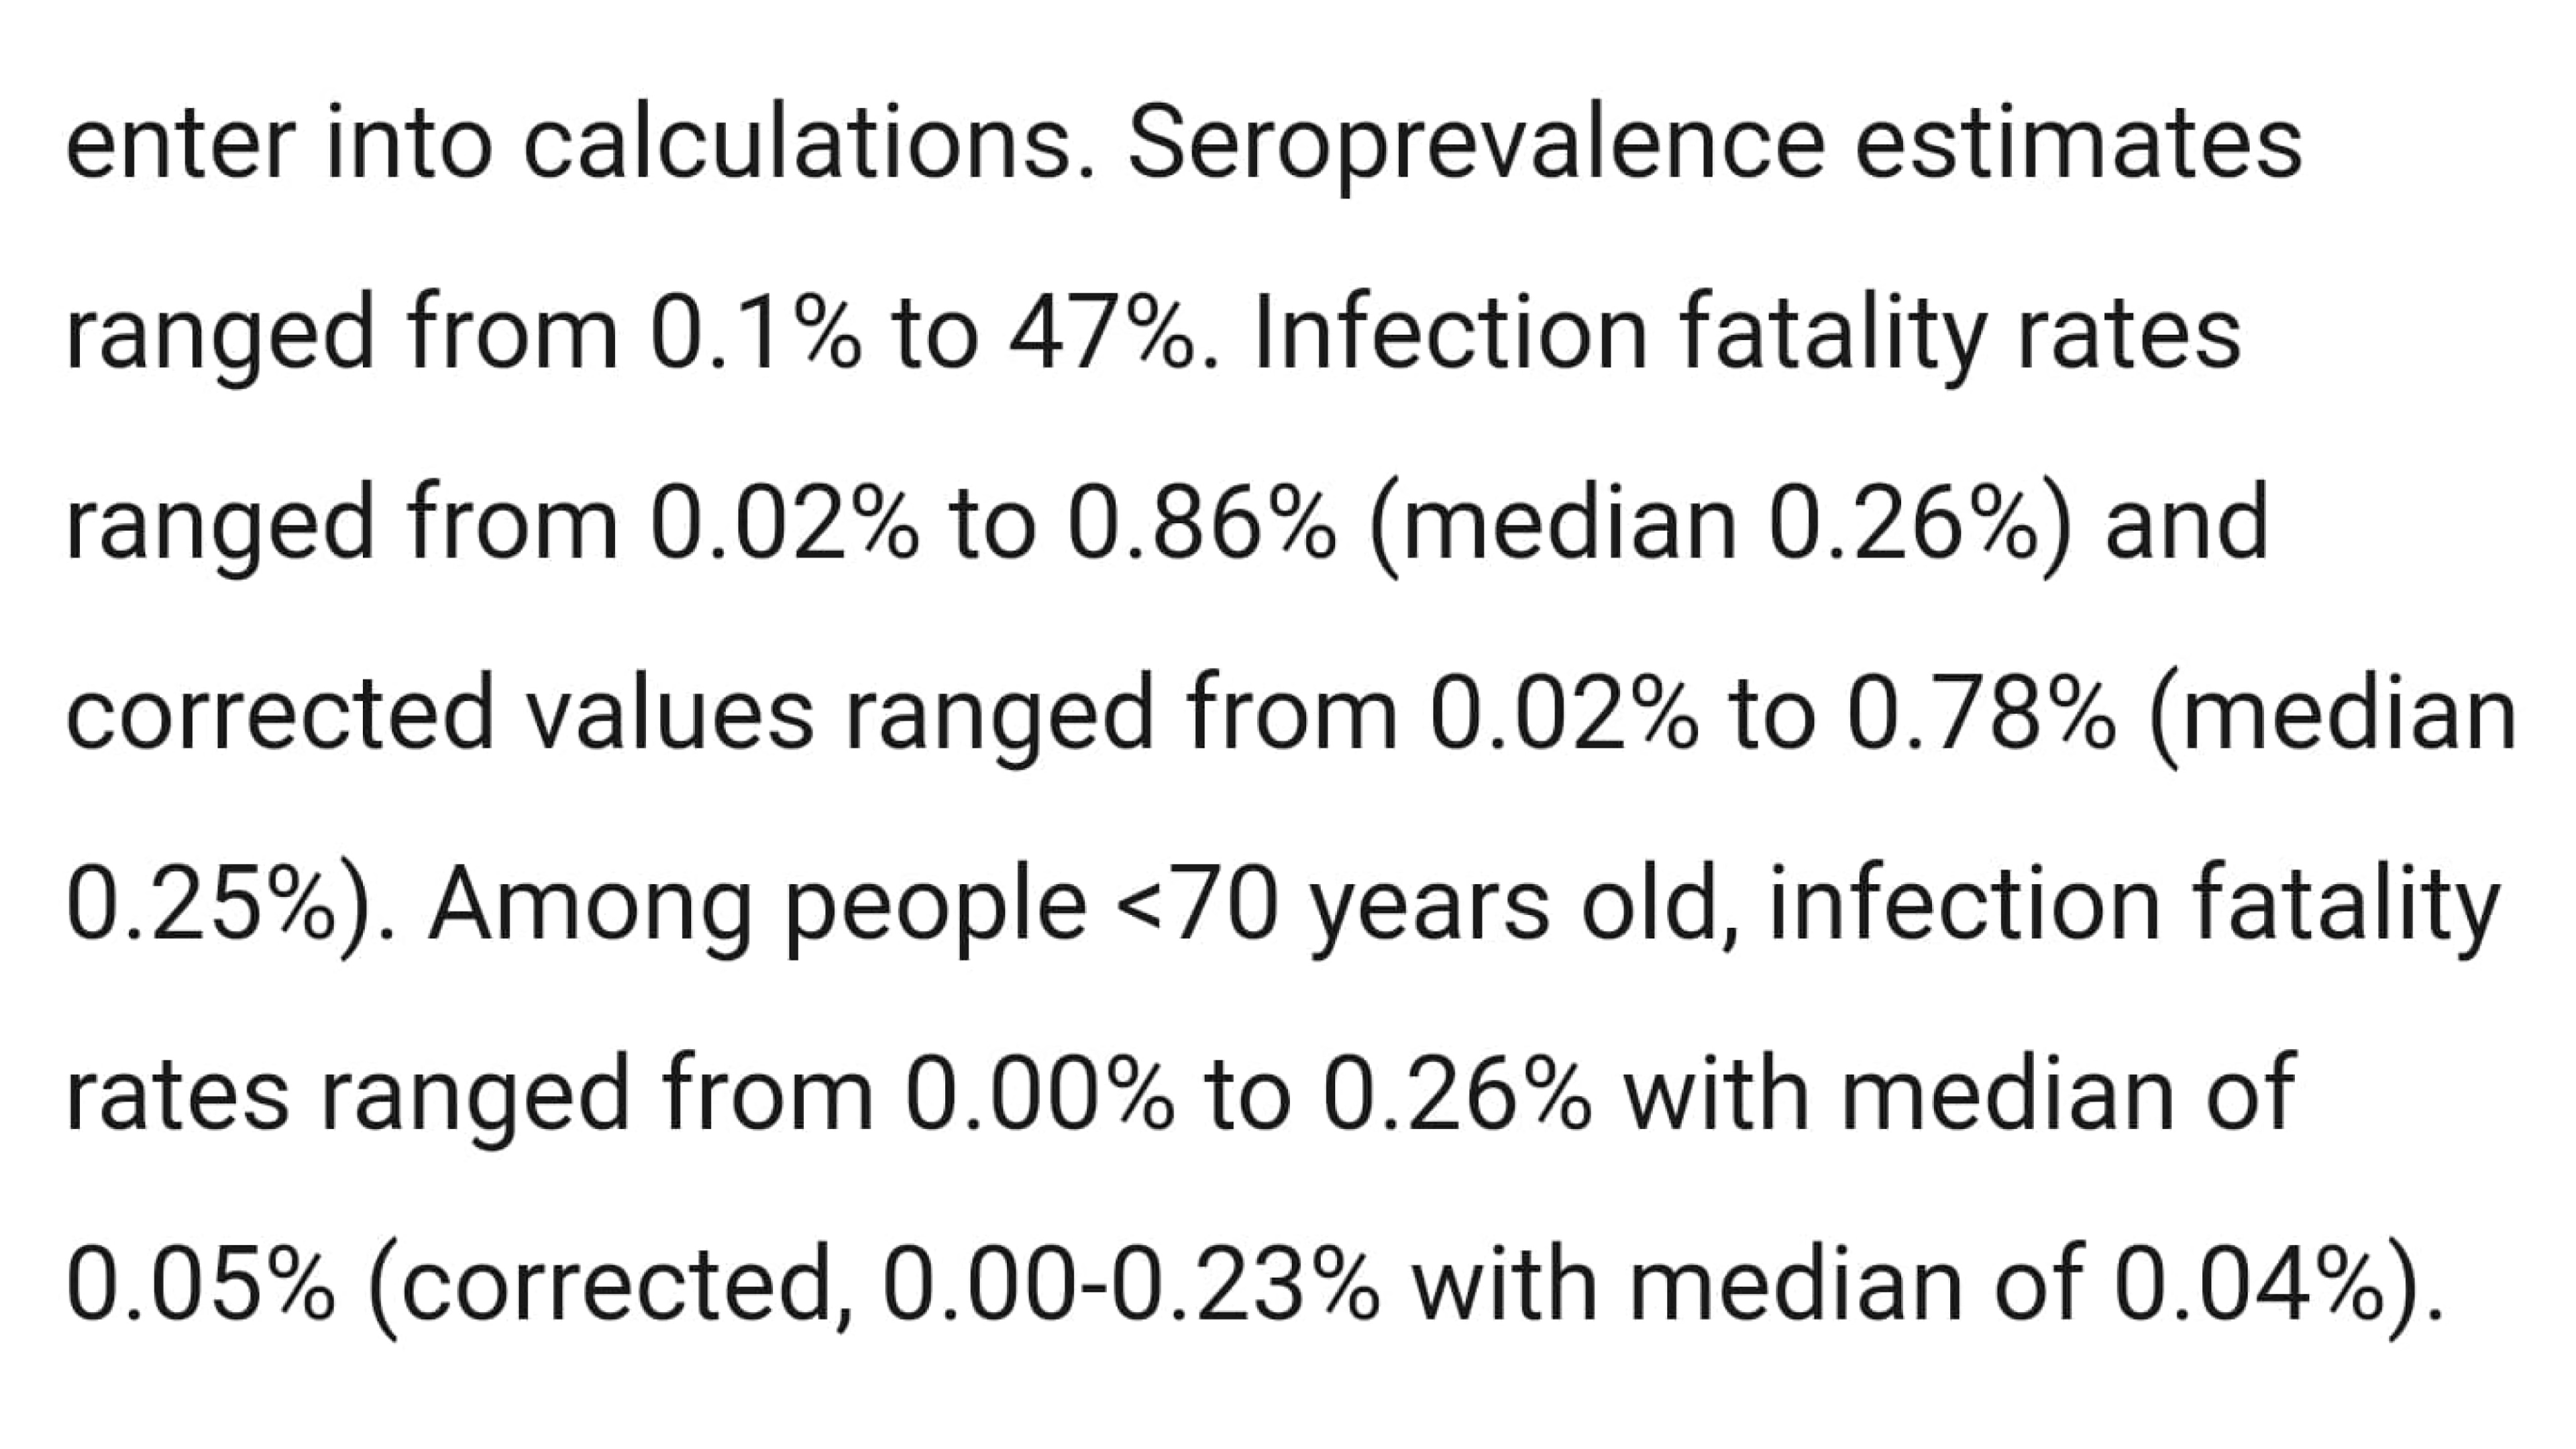 enter into calculations. Seroprevalence estimates
ranged from 0.1% to 47%. Infection fatality rates
ranged from 0.02% to 0.86% (median 0.26%) and
corrected values ranged from 0.02% to 0.78% (median
0.25%). Among people <70 years old, infection fatality
rates ranged from 0.00% to 0.26% with median of
0.05% (corrected, 0.00-0.23% with median of 0.04%).